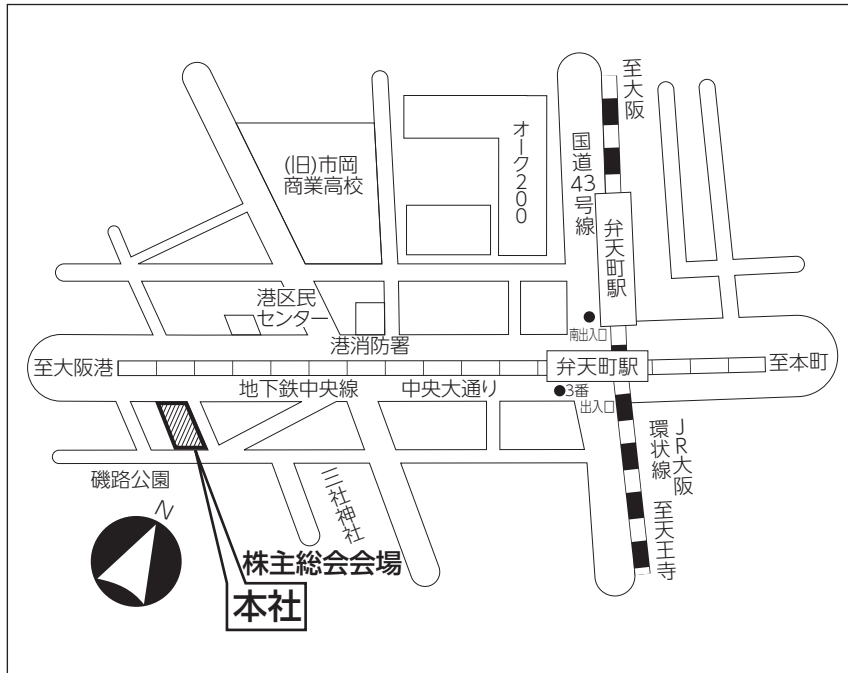 至大阪
国道43号線
オーク200
(旧)市岡
商業高校
弁天町駅
港区民
センター
南出入口
港消防署
至大阪港
弁天町駅
至本町
地下鉄中央線
中央大通り
3番
出入口
JR大阪
環状線
至天王寺
磯路公園
三社神社
N
株主総会会場
本社